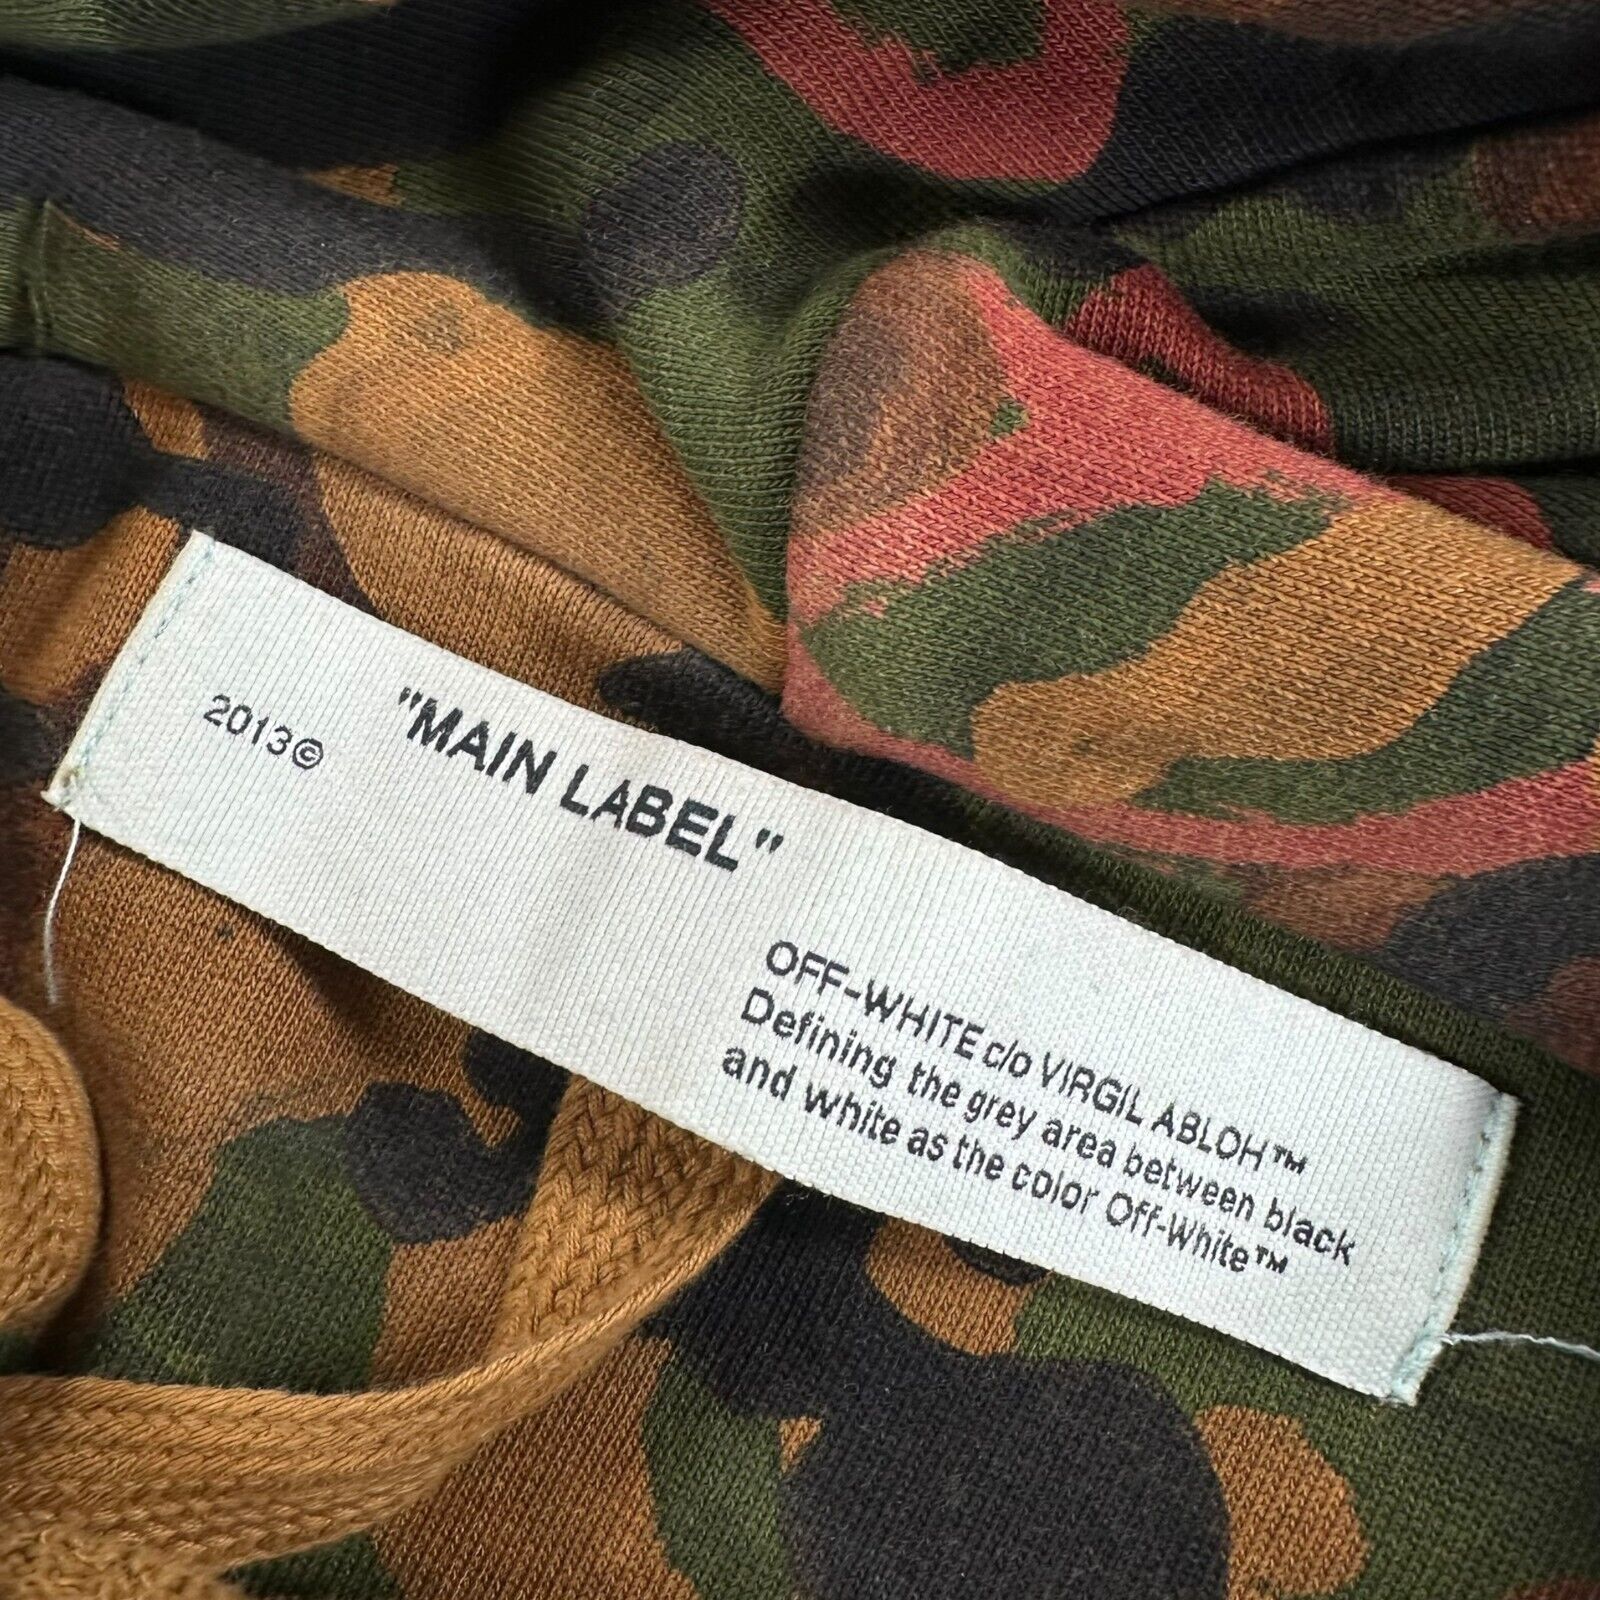 2013©
"MAIN LABEL"
OFF-WHITE c/o VIRGIL ABLOH™
Defining the grey area between black
and white as the color Off-White™